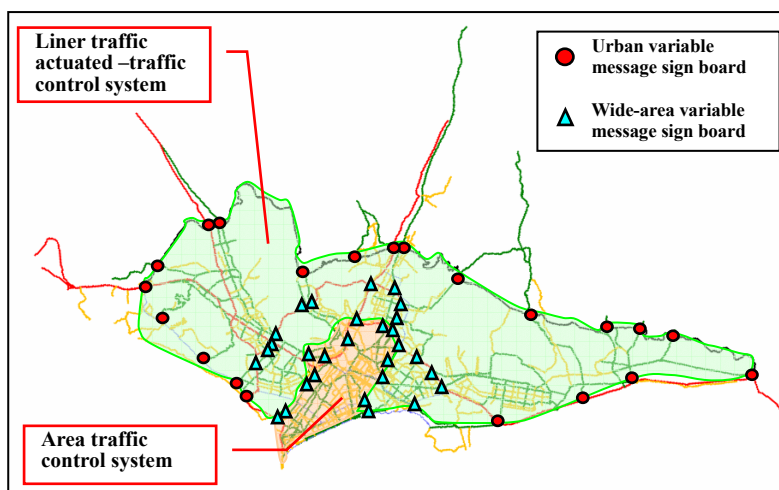 Liner traffic
actuated –traffic
control system
Urban variable
message sign board
Wide-area variable
message sign board
Area traffic
control system